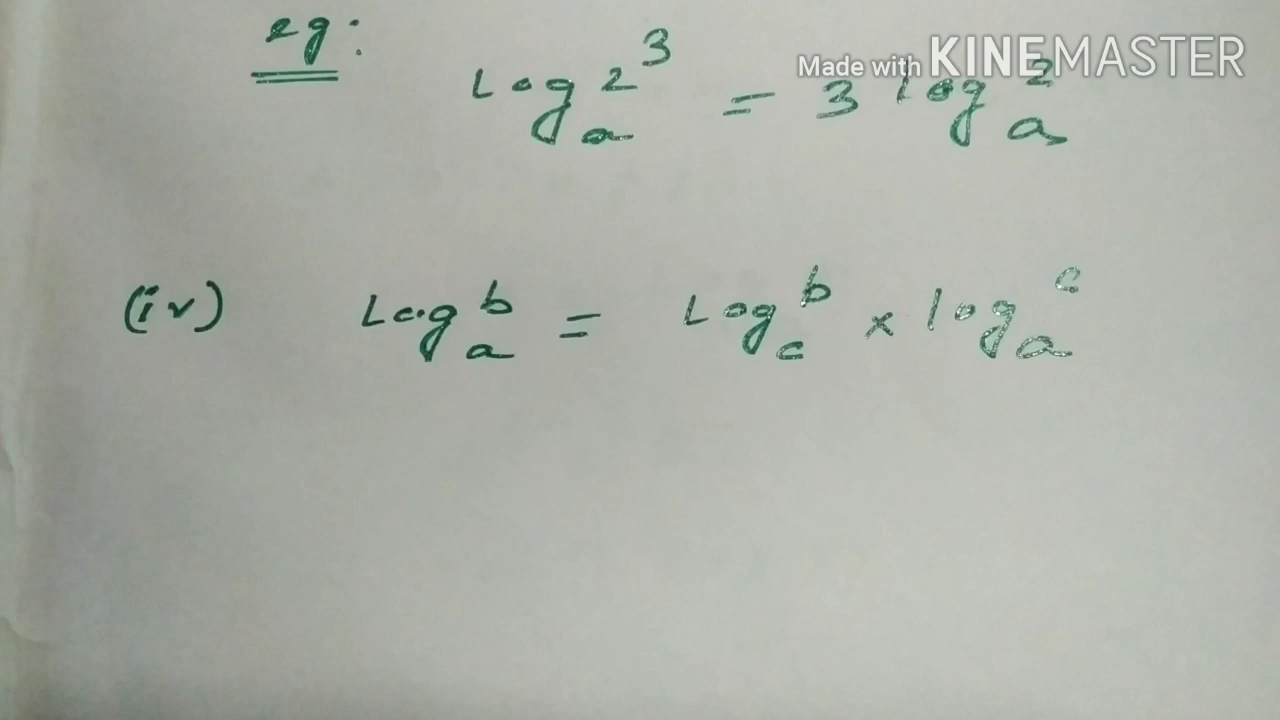 eg:
Made with KINEMASTER
Log_a 2^3 = 3 log_a 2
(iv) Log_a b = Log_c b × log_a c